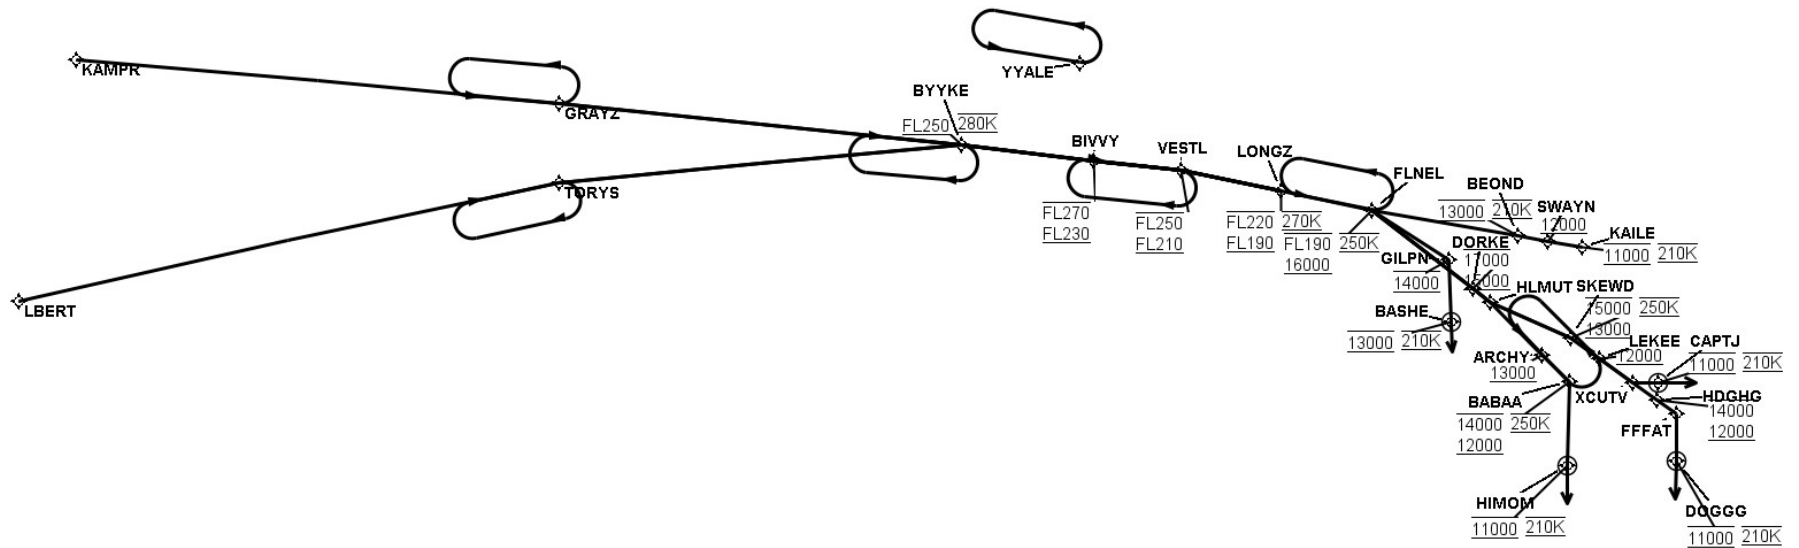 KAMPR
GRAYZ
TORYS
LBERT
YYALE
BYYKE
FL250 280K
BIVVY
FL270
FL230
VESTL
FL250
FL210
LONGZ
FL220 270K
FL190
FLNEL
FL190 250K
16000
BEOND
13000 210K
SWAYN
12000
KAILE
11000 210K
GILPN
14000
DORKE
17000
15000
BASHE
13000 210K
HLMUT
SKEWD
15000 250K
13000
ARCHY
13000
LEKEE
12000
CAPTJ
11000 210K
BABAA
14000 250K
12000
XCUTV
HDGHG
14000
12000
FFFAT
HIMOM
11000 210K
DOGGG
11000 210K